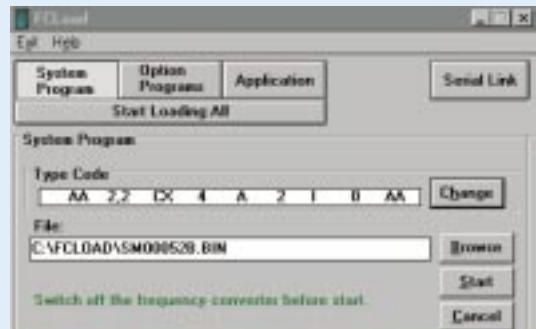 FCLoad
Exit Help
System Program
Option Programs
Application
Serial Link
Start Loading All
System Program
Type Code
AA 2,2 CX 4 A 2 I 0 AA
Change
File:
C:\FCLOAD\SM00052B.BIN
Browse
Start
Switch off the frequency converter before start.
Cancel